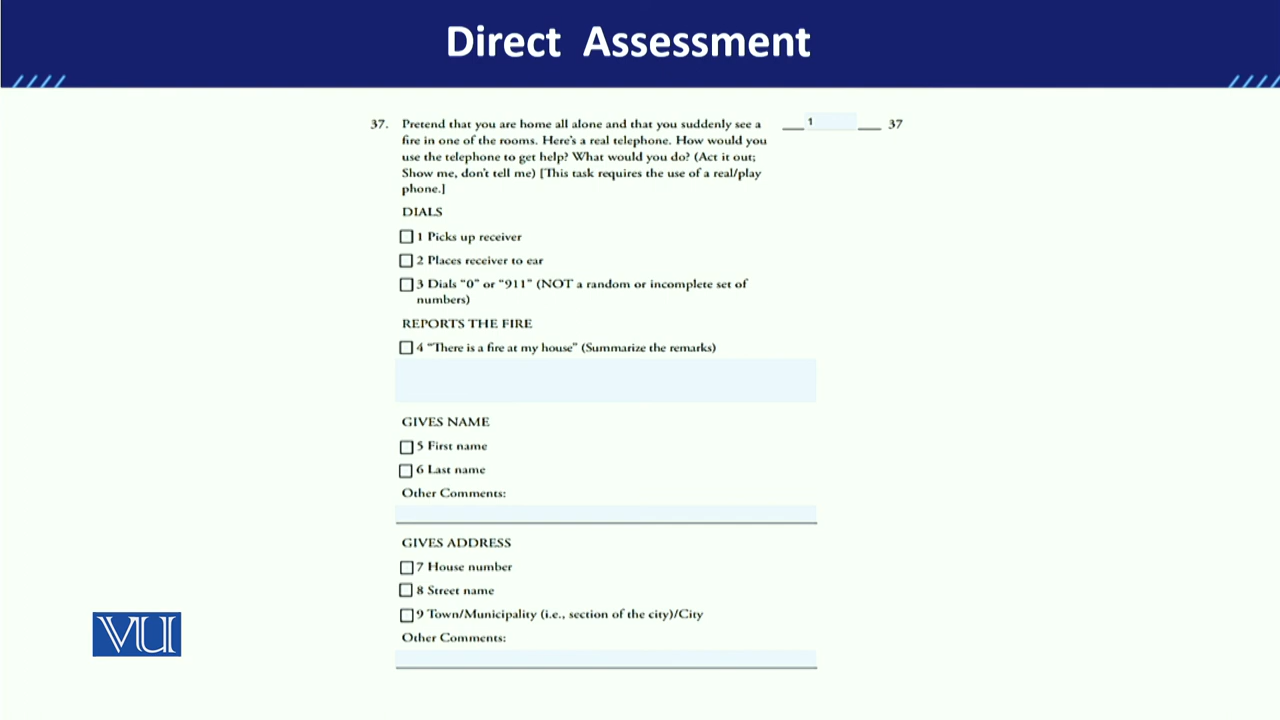 Direct Assessment
37. Pretend that you are home all alone and that you suddenly see a __ 1 __ 37
fire in one of the rooms. Here's a real telephone. How would you
use the telephone to get help? What would you do? (Act it out;
Show me, don't tell me) [This task requires the use of a real/play
phone.]
DIALS
1 Picks up receiver
2 Places receiver to ear
3 Dials "0" or "911" (NOT a random or incomplete set of
numbers)
REPORTS THE FIRE
4 "There is a fire at my house" (Summarize the remarks)
GIVES NAME
5 First name
6 Last name
Other Comments:
GIVES ADDRESS
7 House number
8 Street name
9 Town/Municipality (i.e., section of the city)/City
Other Comments:
VU